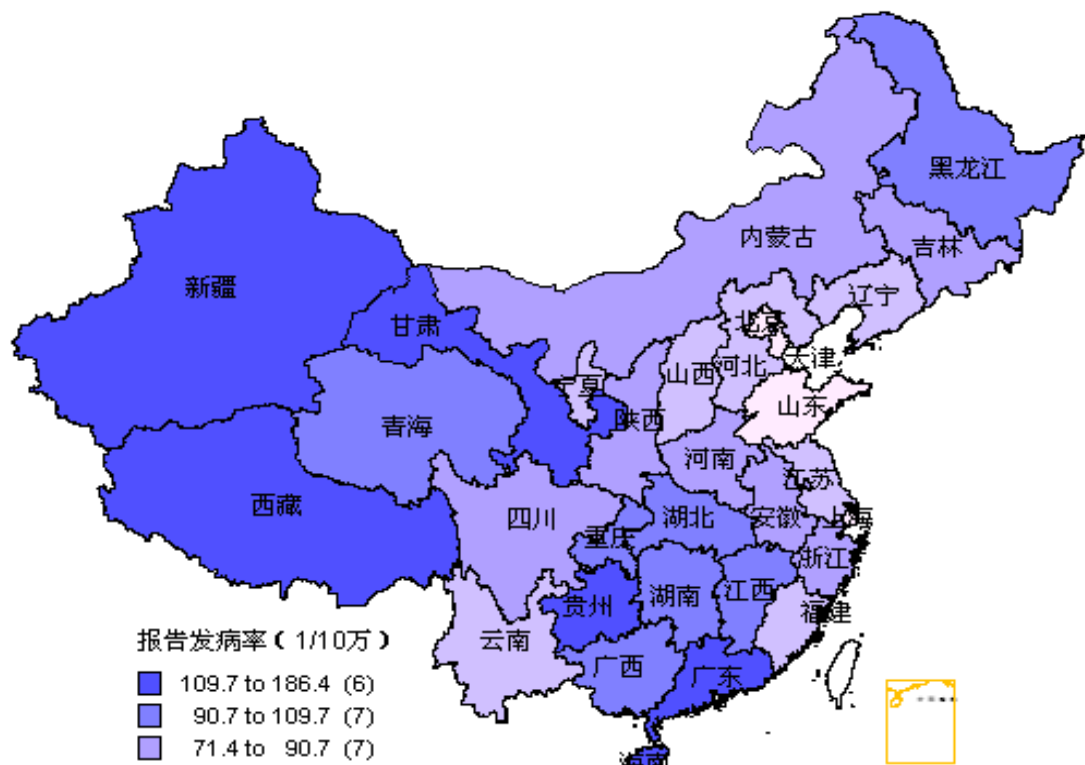 黑龙江
内蒙古
吉林
新疆
辽宁
甘肃
北京
天津
宁夏
山西
河北
山东
陕西
青海
河南
江苏
西藏
四川
湖北
安徽
上海
重庆
浙江
贵州
湖南
江西
福建
云南
广西
广东
海南
报告发病率（1/10万）
109.7 to 186.4 (6)
90.7 to 109.7 (7)
71.4 to 90.7 (7)